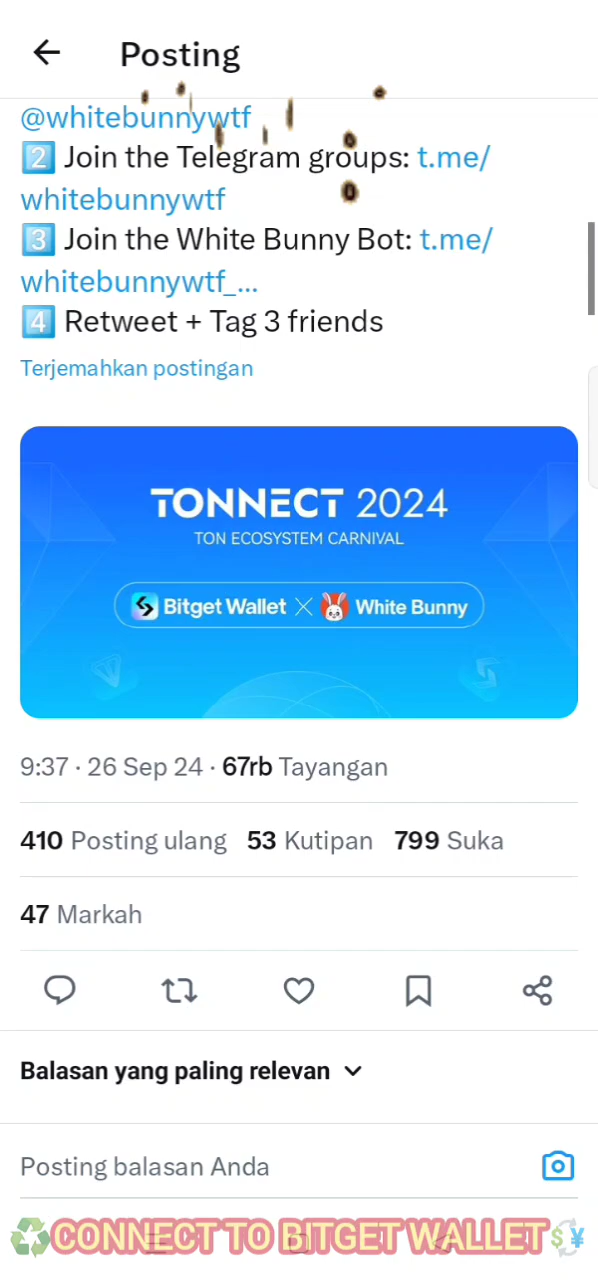 Posting
@whitebunnywtf
2️⃣ Join the Telegram groups: t.me/
whitebunnywtf
3️⃣ Join the White Bunny Bot: t.me/
whitebunnywtf_...
4️⃣ Retweet + Tag 3 friends
Terjemahkan postingan
TONNECT 2024
TON ECOSYSTEM CARNIVAL
Bitget Wallet × White Bunny
9:37 · 26 Sep 24 · 67rb Tayangan
410 Posting ulang 53 Kutipan 799 Suka
47 Markah
Balasan yang paling relevan
Posting balasan Anda
♻️CONNECT TO BITGET WALLET💱